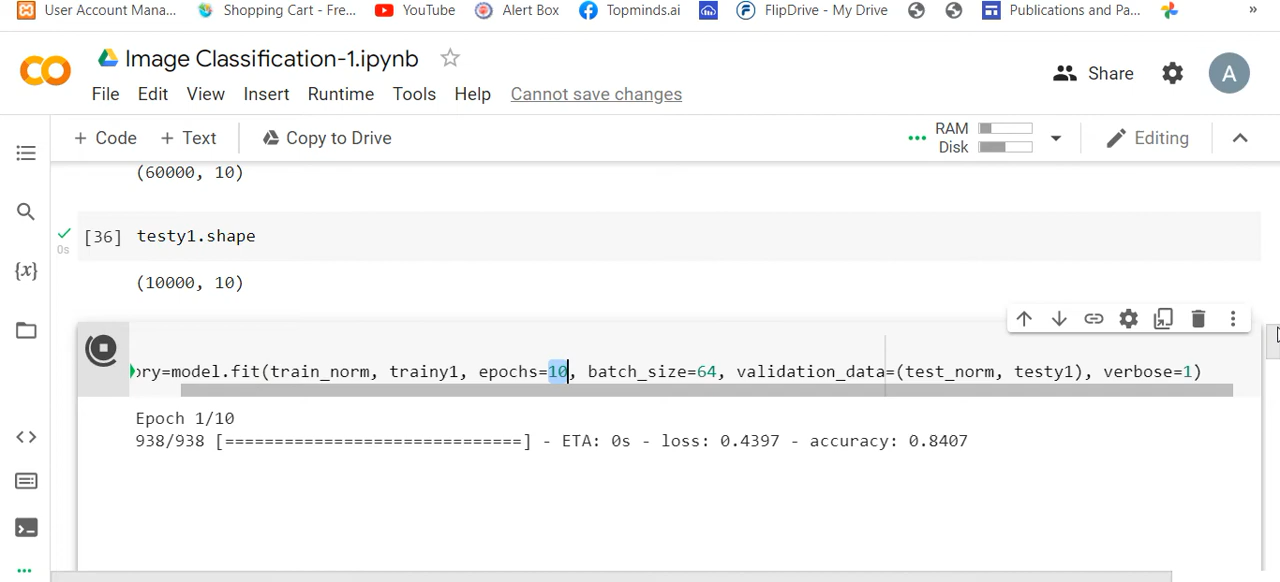 User Account Mana... Shopping Cart - Fre... YouTube Alert Box Topminds.ai FlipDrive - My Drive Publications and Pa... »
Image Classification-1.ipynb
Share A
File Edit View Insert Runtime Tools Help Cannot save changes
+ Code + Text Copy to Drive RAM Disk Editing
(60000, 10)
[36] testy1.shape
0s
(10000, 10)
ory=model.fit(train_norm, trainy1, epochs=10, batch_size=64, validation_data=(test_norm, testy1), verbose=1)
Epoch 1/10
938/938 [==============================] - ETA: 0s - loss: 0.4397 - accuracy: 0.8407